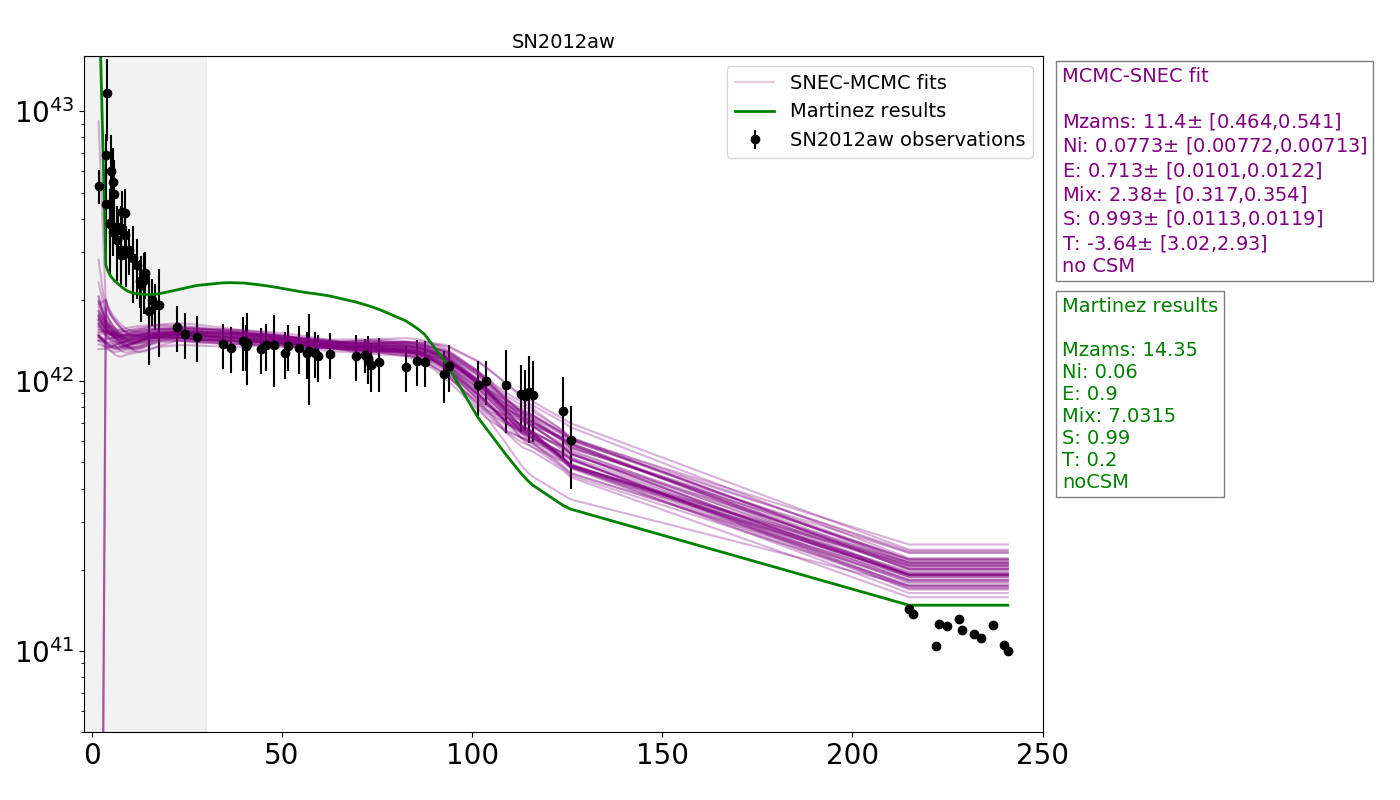 SN2012aw
SNEC-MCMC fits
Martinez results
SN2012aw observations
10^43
10^42
10^41
0 50 100 150 200 250
MCMC-SNEC fit
Mzams: 11.4± [0.464,0.541]
Ni: 0.0773± [0.00772,0.00713]
E: 0.713± [0.0101,0.0122]
Mix: 2.38± [0.317,0.354]
S: 0.993± [0.0113,0.0119]
T: -3.64± [3.02,2.93]
no CSM
Martinez results
Mzams: 14.35
Ni: 0.06
E: 0.9
Mix: 7.0315
S: 0.99
T: 0.2
noCSM